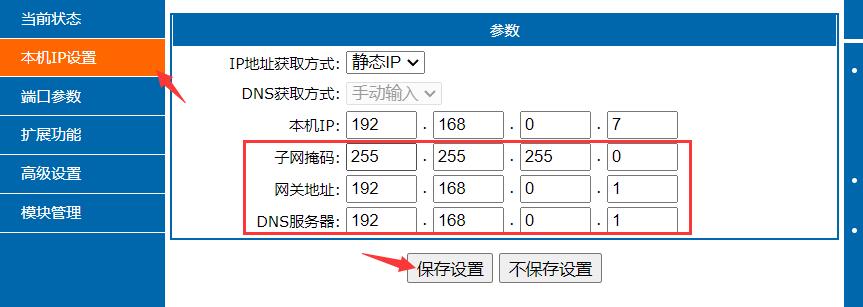 当前状态
本机IP设置
端口参数
扩展功能
高级设置
模块管理
参数
IP地址获取方式: 静态IP
DNS获取方式: 手动输入
本机IP: 192 . 168 . 0 . 7
子网掩码: 255 . 255 . 255 . 0
网关地址: 192 . 168 . 0 . 1
DNS服务器: 192 . 168 . 0 . 1
保存设置 不保存设置